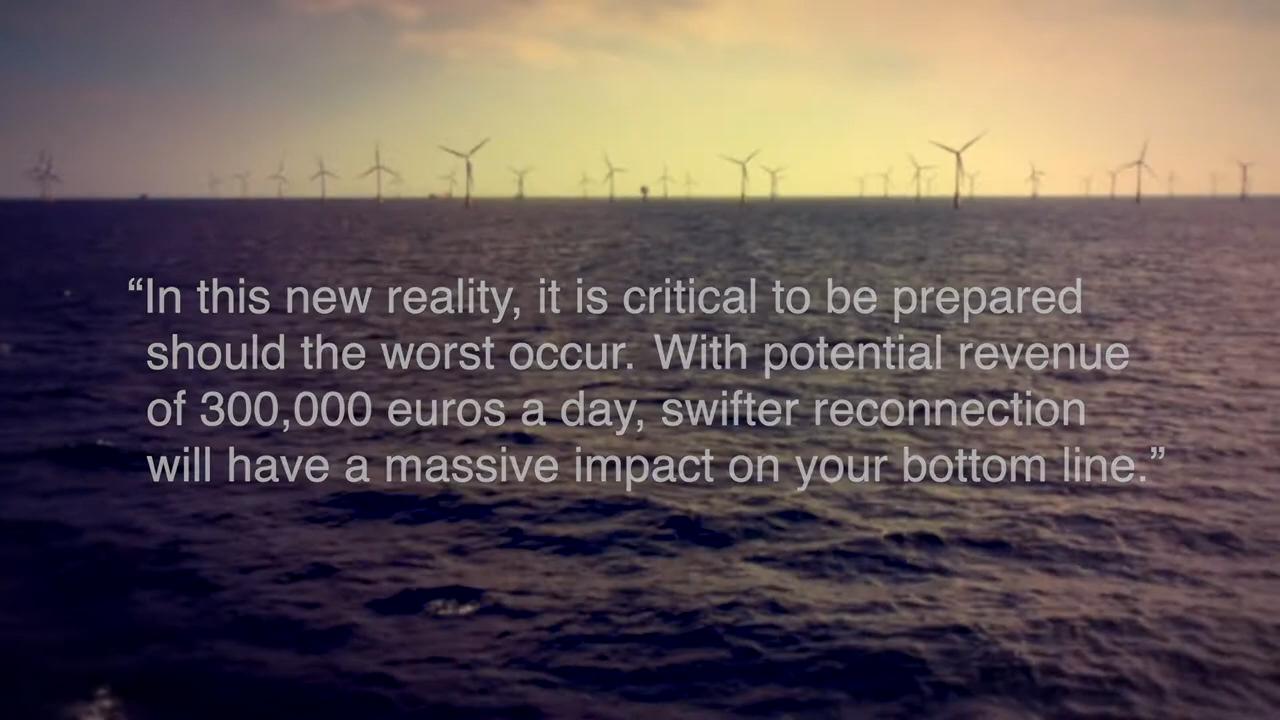 “In this new reality, it is critical to be prepared
should the worst occur. With potential revenue
of 300,000 euros a day, swifter reconnection
will have a massive impact on your bottom line.”